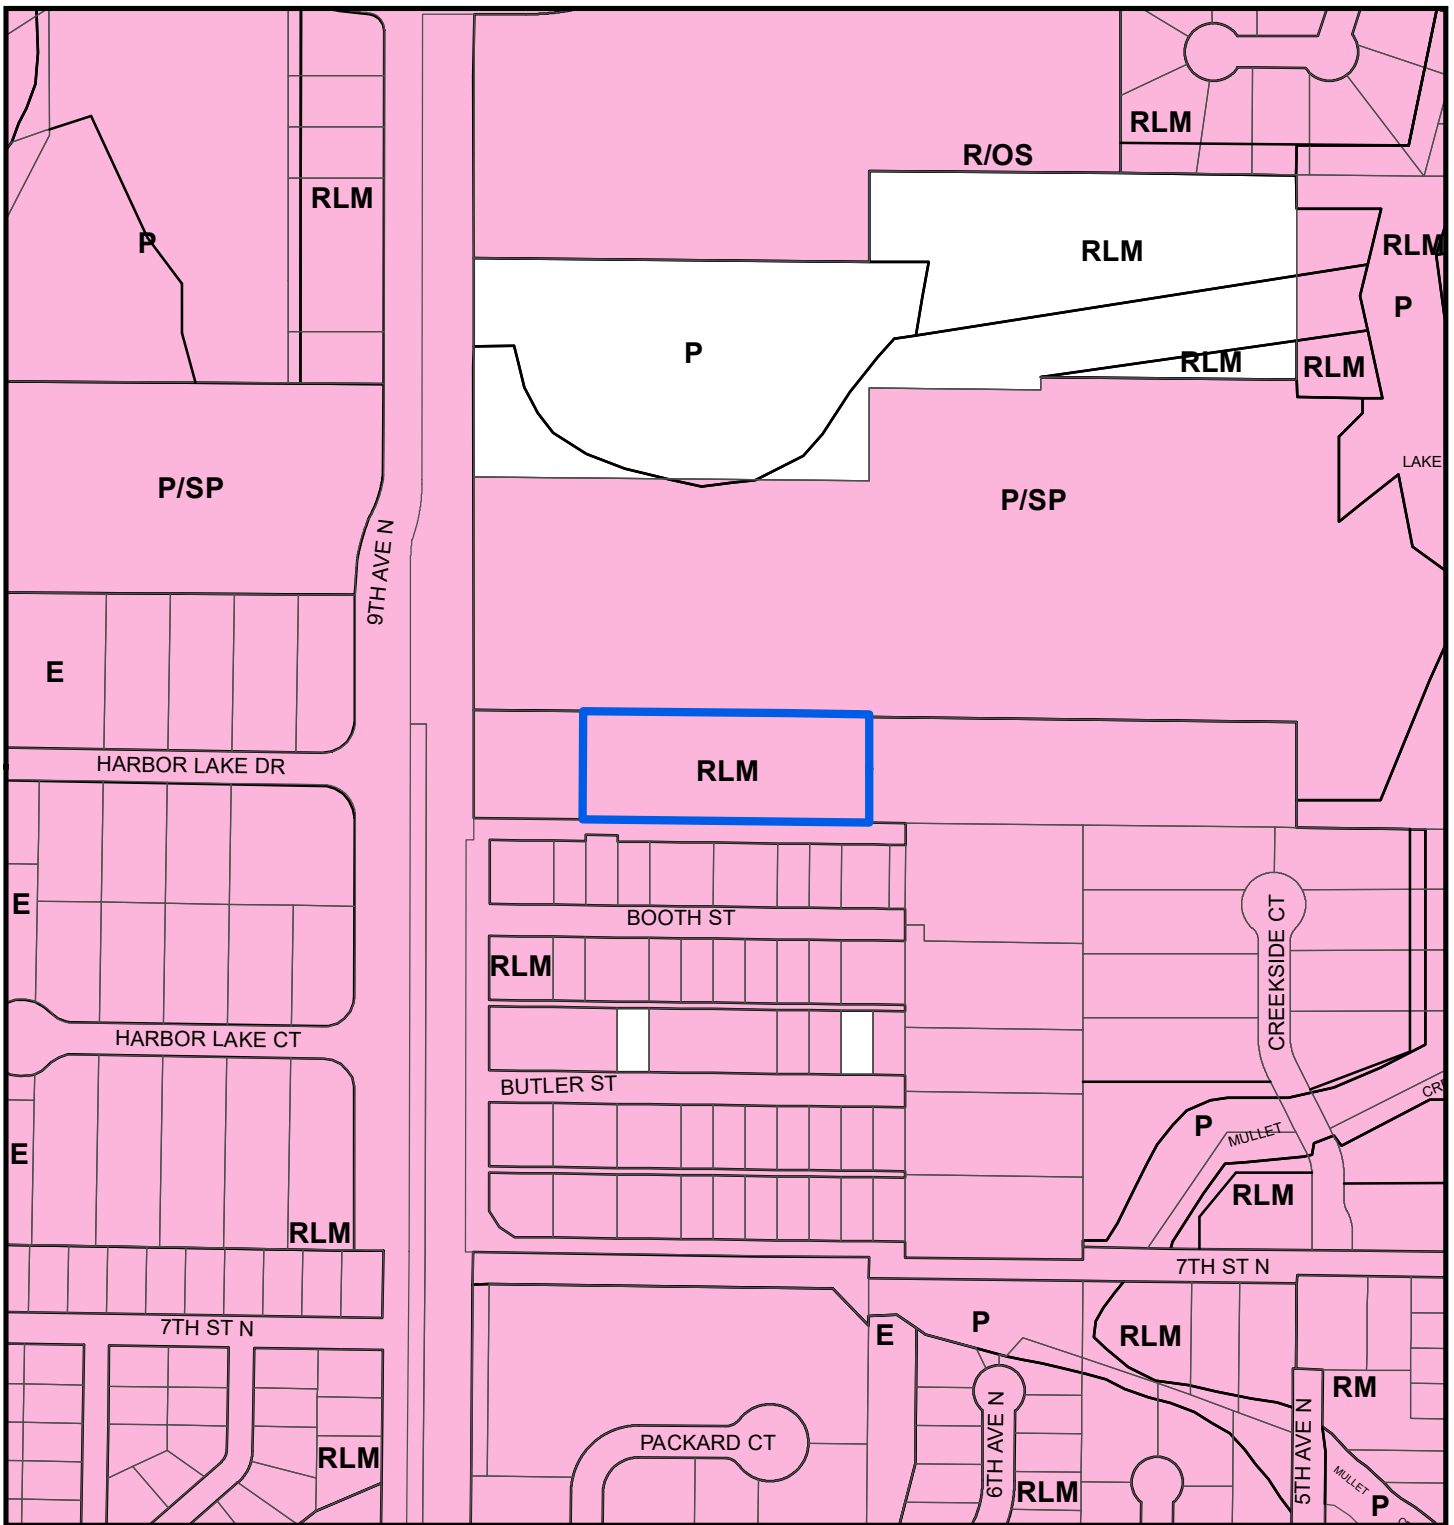 RLM
R/OS
RLM
P
RLM
RLM
P
P
RLM
RLM
LAKE
P/SP
P/SP
9TH AVE N
E
HARBOR LAKE DR
RLM
E
BOOTH ST
CREEKSIDE CT
RLM
HARBOR LAKE CT
BUTLER ST
P
MULLET
E
RLM
RLM
7TH ST N
7TH ST N
E
P
RLM
RM
PACKARD CT
6TH AVE N
5TH AVE N
RLM
RLM
MULLET
P